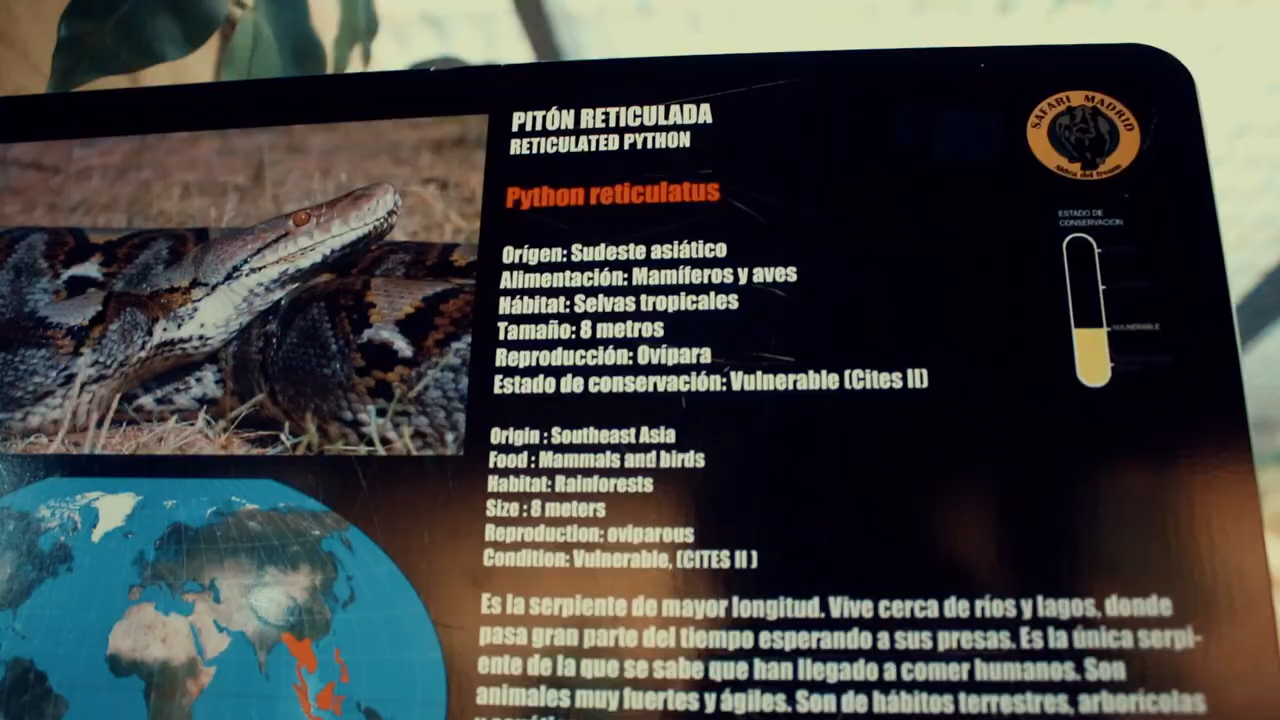 PITÓN RETICULADA
RETICULATED PYTHON
Python reticulatus
Orígen: Sudeste asiático
Alimentación: Mamíferos y aves
Hábitat: Selvas tropicales
Tamaño: 8 metros
Reproducción: Ovípara
Estado de conservación: Vulnerable (Cites II)
Origin : Southeast Asia
Food : Mammals and birds
Habitat: Rainforests
Size : 8 meters
Reproduction: oviparous
Condition: Vulnerable, (CITES II )
Es la serpiente de mayor longitud. Vive cerca de ríos y lagos, donde
pasa gran parte del tiempo esperando a sus presas. Es la única serpi-
ente de la que se sabe que han llegado a comer humanos. Son
animales muy fuertes y ágiles. Son de hábitos terrestres, arborícolas
SAFARI MADRID
Aldea del Fresno
ESTADO DE
CONSERVACION
VULNERABLE